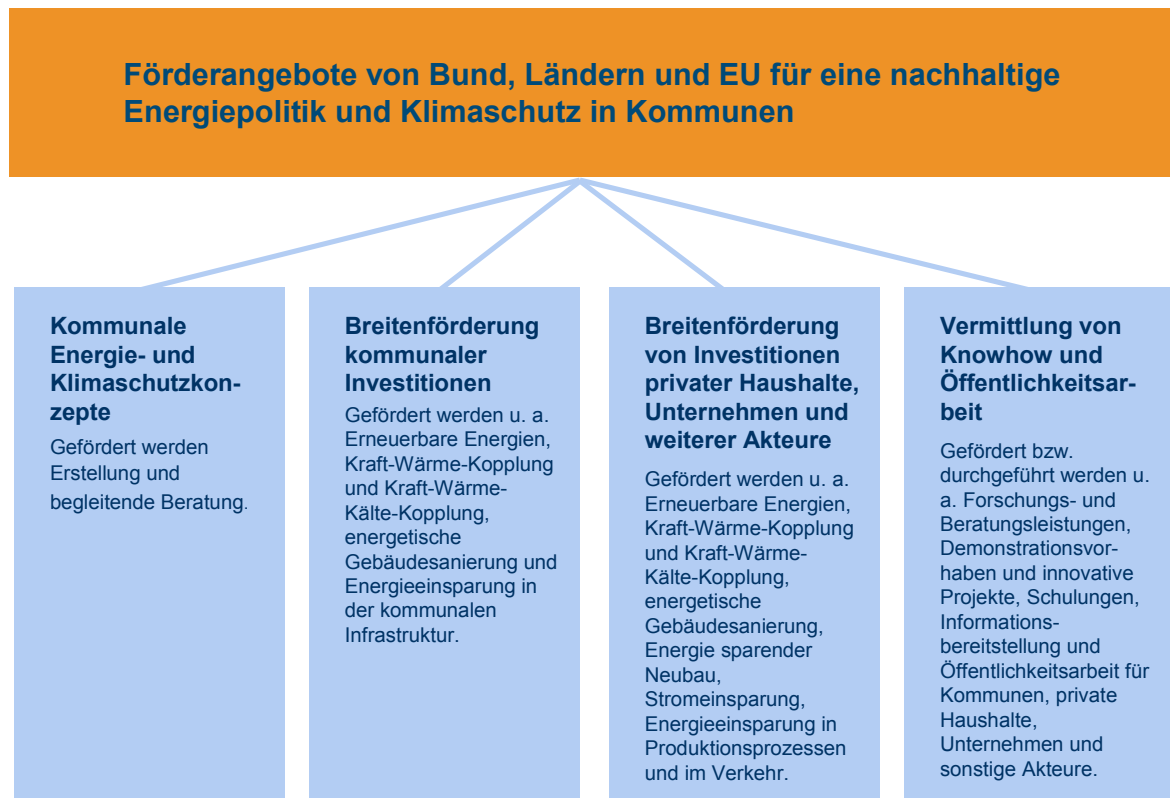 Förderangebote von Bund, Ländern und EU für eine nachhaltige
Energiepolitik und Klimaschutz in Kommunen
Kommunale
Energie- und
Klimaschutzkon-
zepte
Gefördert werden
Erstellung und
begleitende Beratung.
Breitenförderung
kommunaler
Investitionen
Gefördert werden u. a.
Erneuerbare Energien,
Kraft-Wärme-Kopplung
und Kraft-Wärme-
Kälte-Kopplung,
energetische
Gebäudesanierung und
Energieeinsparung in
der kommunalen
Infrastruktur.
Breitenförderung
von Investitionen
privater Haushalte,
Unternehmen und
weiterer Akteure
Gefördert werden u. a.
Erneuerbare Energien,
Kraft-Wärme-Kopplung
und Kraft-Wärme-
Kälte-Kopplung,
energetische
Gebäudesanierung,
Energie sparender
Neubau,
Stromeinsparung,
Energieeinsparung in
Produktionsprozessen
und im Verkehr.
Vermittlung von
Knowhow und
Öffentlichkeitsar-
beit
Gefördert bzw.
durchgeführt werden u.
a. Forschungs- und
Beratungsleistungen,
Demonstrationsvor-
haben und innovative
Projekte, Schulungen,
Informations-
bereitstellung und
Öffentlichkeitsarbeit für
Kommunen, private
Haushalte,
Unternehmen und
sonstige Akteure.